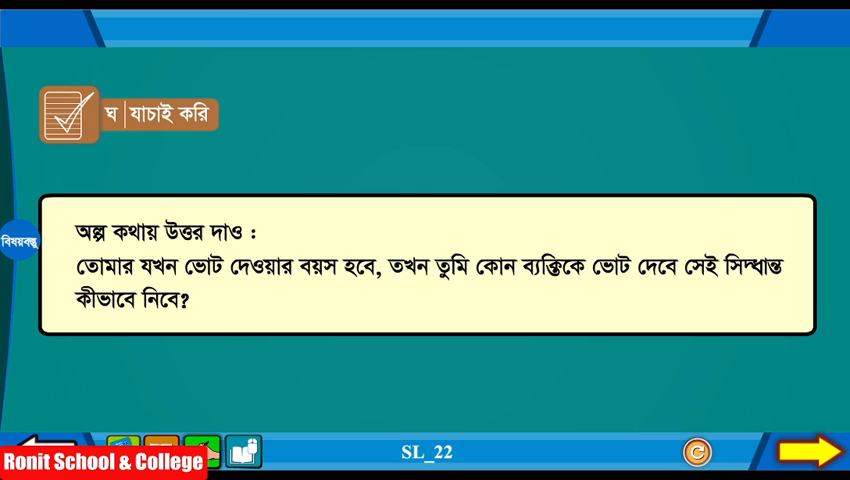 ঘ যাচাই করি
অল্প কথায় উত্তর দাও :
বিষয়বস্তু
তোমার যখন ভোট দেওয়ার বয়স হবে, তখন তুমি কোন ব্যক্তিকে ভোট দেবে সেই সিদ্ধান্ত
কীভাবে নিবে?
SL_22
Ronit School & College